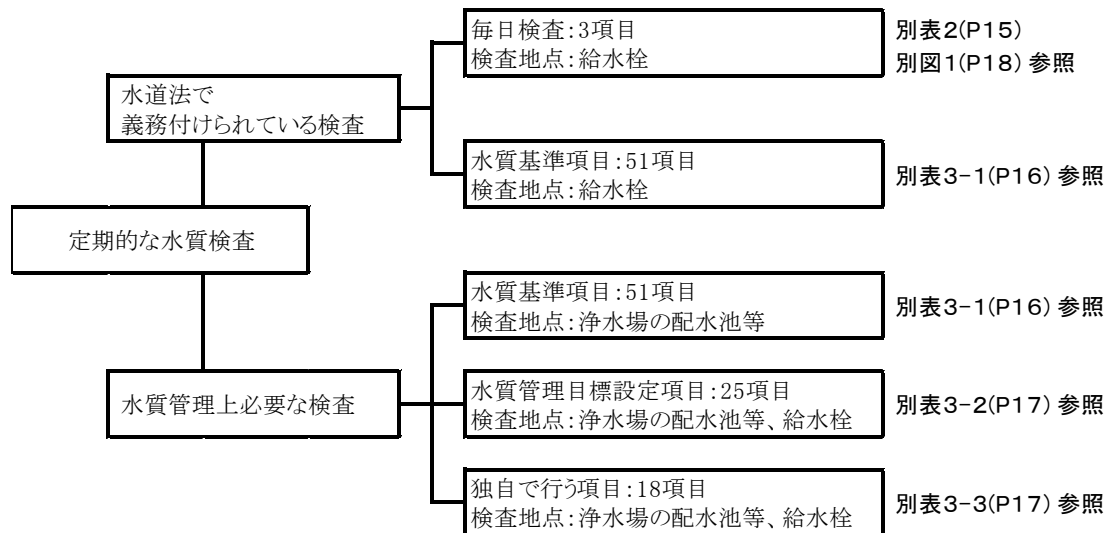 毎日検査:3項目
検査地点:給水栓
別表2(P15)
別図1(P18) 参照
水道法で
義務付けられている検査
水質基準項目:51項目
検査地点:給水栓
別表3-1(P16) 参照
定期的な水質検査
水質基準項目:51項目
検査地点:浄水場の配水池等
別表3-1(P16) 参照
水質管理上必要な検査
水質管理目標設定項目:25項目
検査地点:浄水場の配水池等、給水栓
別表3-2(P17) 参照
独自で行う項目:18項目
検査地点:浄水場の配水池等、給水栓
別表3-3(P17) 参照